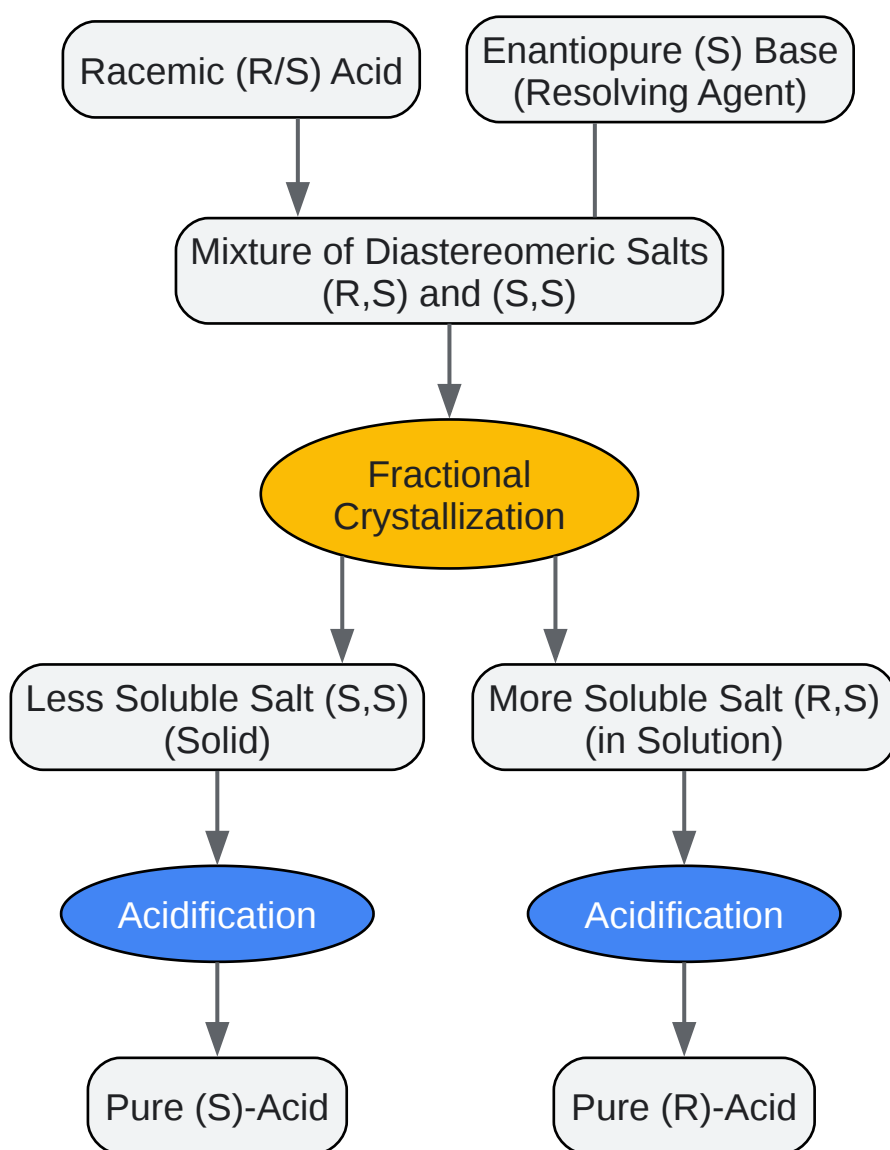 Racemic (R/S) Acid
Enantiopure (S) Base
(Resolving Agent)
Mixture of Diastereomeric Salts
(R,S) and (S,S)
Fractional
Crystallization
Less Soluble Salt (S,S)
(Solid)
More Soluble Salt (R,S)
(in Solution)
Acidification
Acidification
Pure (S)-Acid
Pure (R)-Acid